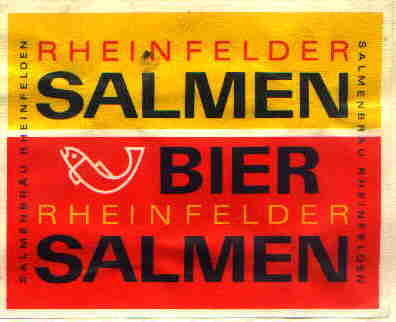 RHEINFELDER
SALMEN
BIER
RHEINFELDER
SALMEN
SALMENBRÄU RHEINFELDEN
SALMENBRÄU RHEINFELDEN